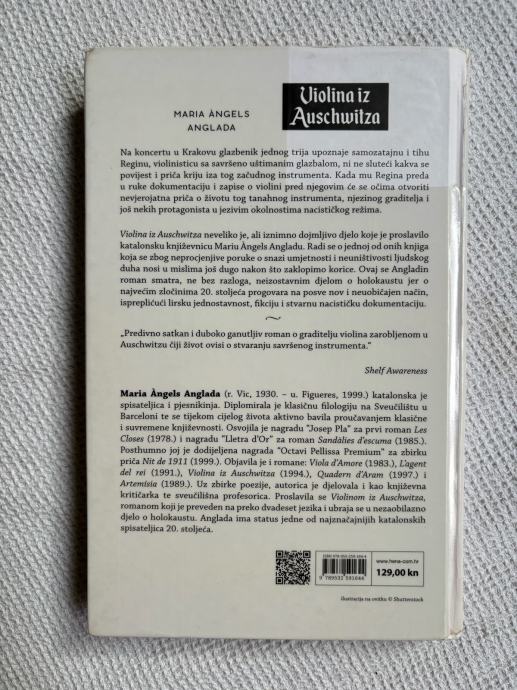 MARIA ÀNGELS
ANGLADA
Violina iz
Auschwitza
Na koncertu u Krakovu glazbenik jednog trija upoznaje samozatajnu i tihu
Reginu, violinisticu sa savršeno uštimanim glazbalom, ni ne sluteći kakva se
povijest i priča kriju iza tog začudnog instrumenta. Kada mu Regina preda
u ruke dokumentaciju i zapise o violini pred njegovim će se očima otvoriti
nevjerojatna priča o životu tog tanahnog instrumenta, njezinog graditelja i
još nekih protagonista u jezivim okolnostima nacističkog režima.
Violina iz Auschwitza neveliko je, ali iznimno dojmljivo djelo koje je proslavilo
katalonsku književnicu Mariu Àngels Angladu. Radi se o jednoj od onih knjiga
koja se zbog neprocjenjive poruke o snazi umjetnosti i neuništivosti ljudskog
duha nosi u mislima još dugo nakon što zaklopimo korice. Ovaj se Angladin
roman smatra, ne bez razloga, neizostavnim djelom o holokaustu jer o
najvećim zločinima 20. stoljeća progovara na posve nov i neuobičajen način,
isprepličući lirsku jednostavnost, fikciju i stvarnu nacističku dokumentaciju.
„Predivno satkan i duboko ganutljiv roman o graditelju violina zarobljenom u
Auschwitzu čiji život ovisi o stvaranju savršenog instrumenta."
Shelf Awareness
Maria Àngels Anglada (r. Vic, 1930. – u. Figueres, 1999.) katalonska je
spisateljica i pjesnikinja. Diplomirala je klasičnu filologiju na Sveučilištu u
Barceloni te se tijekom cijelog života aktivno bavila proučavanjem klasične
i suvremene književnosti. Osvojila je nagradu "Josep Pla" za prvi roman Les
Closes (1978.) i nagradu "Lletra d'Or" za roman Sandàlies d'escuma (1985.).
Posthumno joj je dodijeljena nagrada "Octavi Pellissa Premium" za zbirku
priča Nit de 1911 (1999.). Objavila je i romane: Viola d'Amore (1983.), L'agent
del rei (1991.), Violina iz Auschwitza (1994.), Quadern d'Aram (1997.) i
Artemísia (1989.). Uz zbirke poezije, autorica je djelovala i kao književna
kritičarka te sveučilišna profesorica. Proslavila se Violinom iz Auschwitza,
romanom koji je preveden na preko dvadeset jezika i ubraja se u nezaobilazno
djelo o holokaustu. Anglada ima status jedne od najznačajnijih katalonskih
spisateljica 20. stoljeća.
www.hena-com.hr
129,00 kn
ilustracija na ovitku © Shutterstock